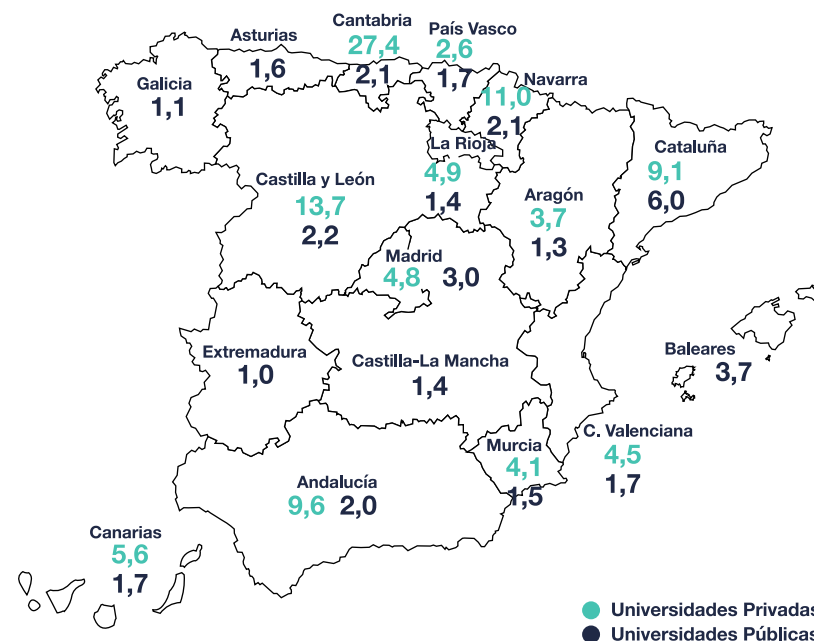 Cantabria
27,4
2,1
País Vasco
2,6
1,7
Asturias
1,6
Galicia
1,1
Navarra
11,0
2,1
La Rioja
4,9
1,4
Cataluña
9,1
6,0
Castilla y León
13,7
2,2
Aragón
3,7
1,3
Madrid
4,8 3,0
Extremadura
1,0
Castilla-La Mancha
1,4
Baleares
3,7
C. Valenciana
4,5
1,7
Murcia
4,1
1,5
Andalucía
9,6 2,0
Canarias
5,6
1,7
Universidades Privadas
Universidades Públicas